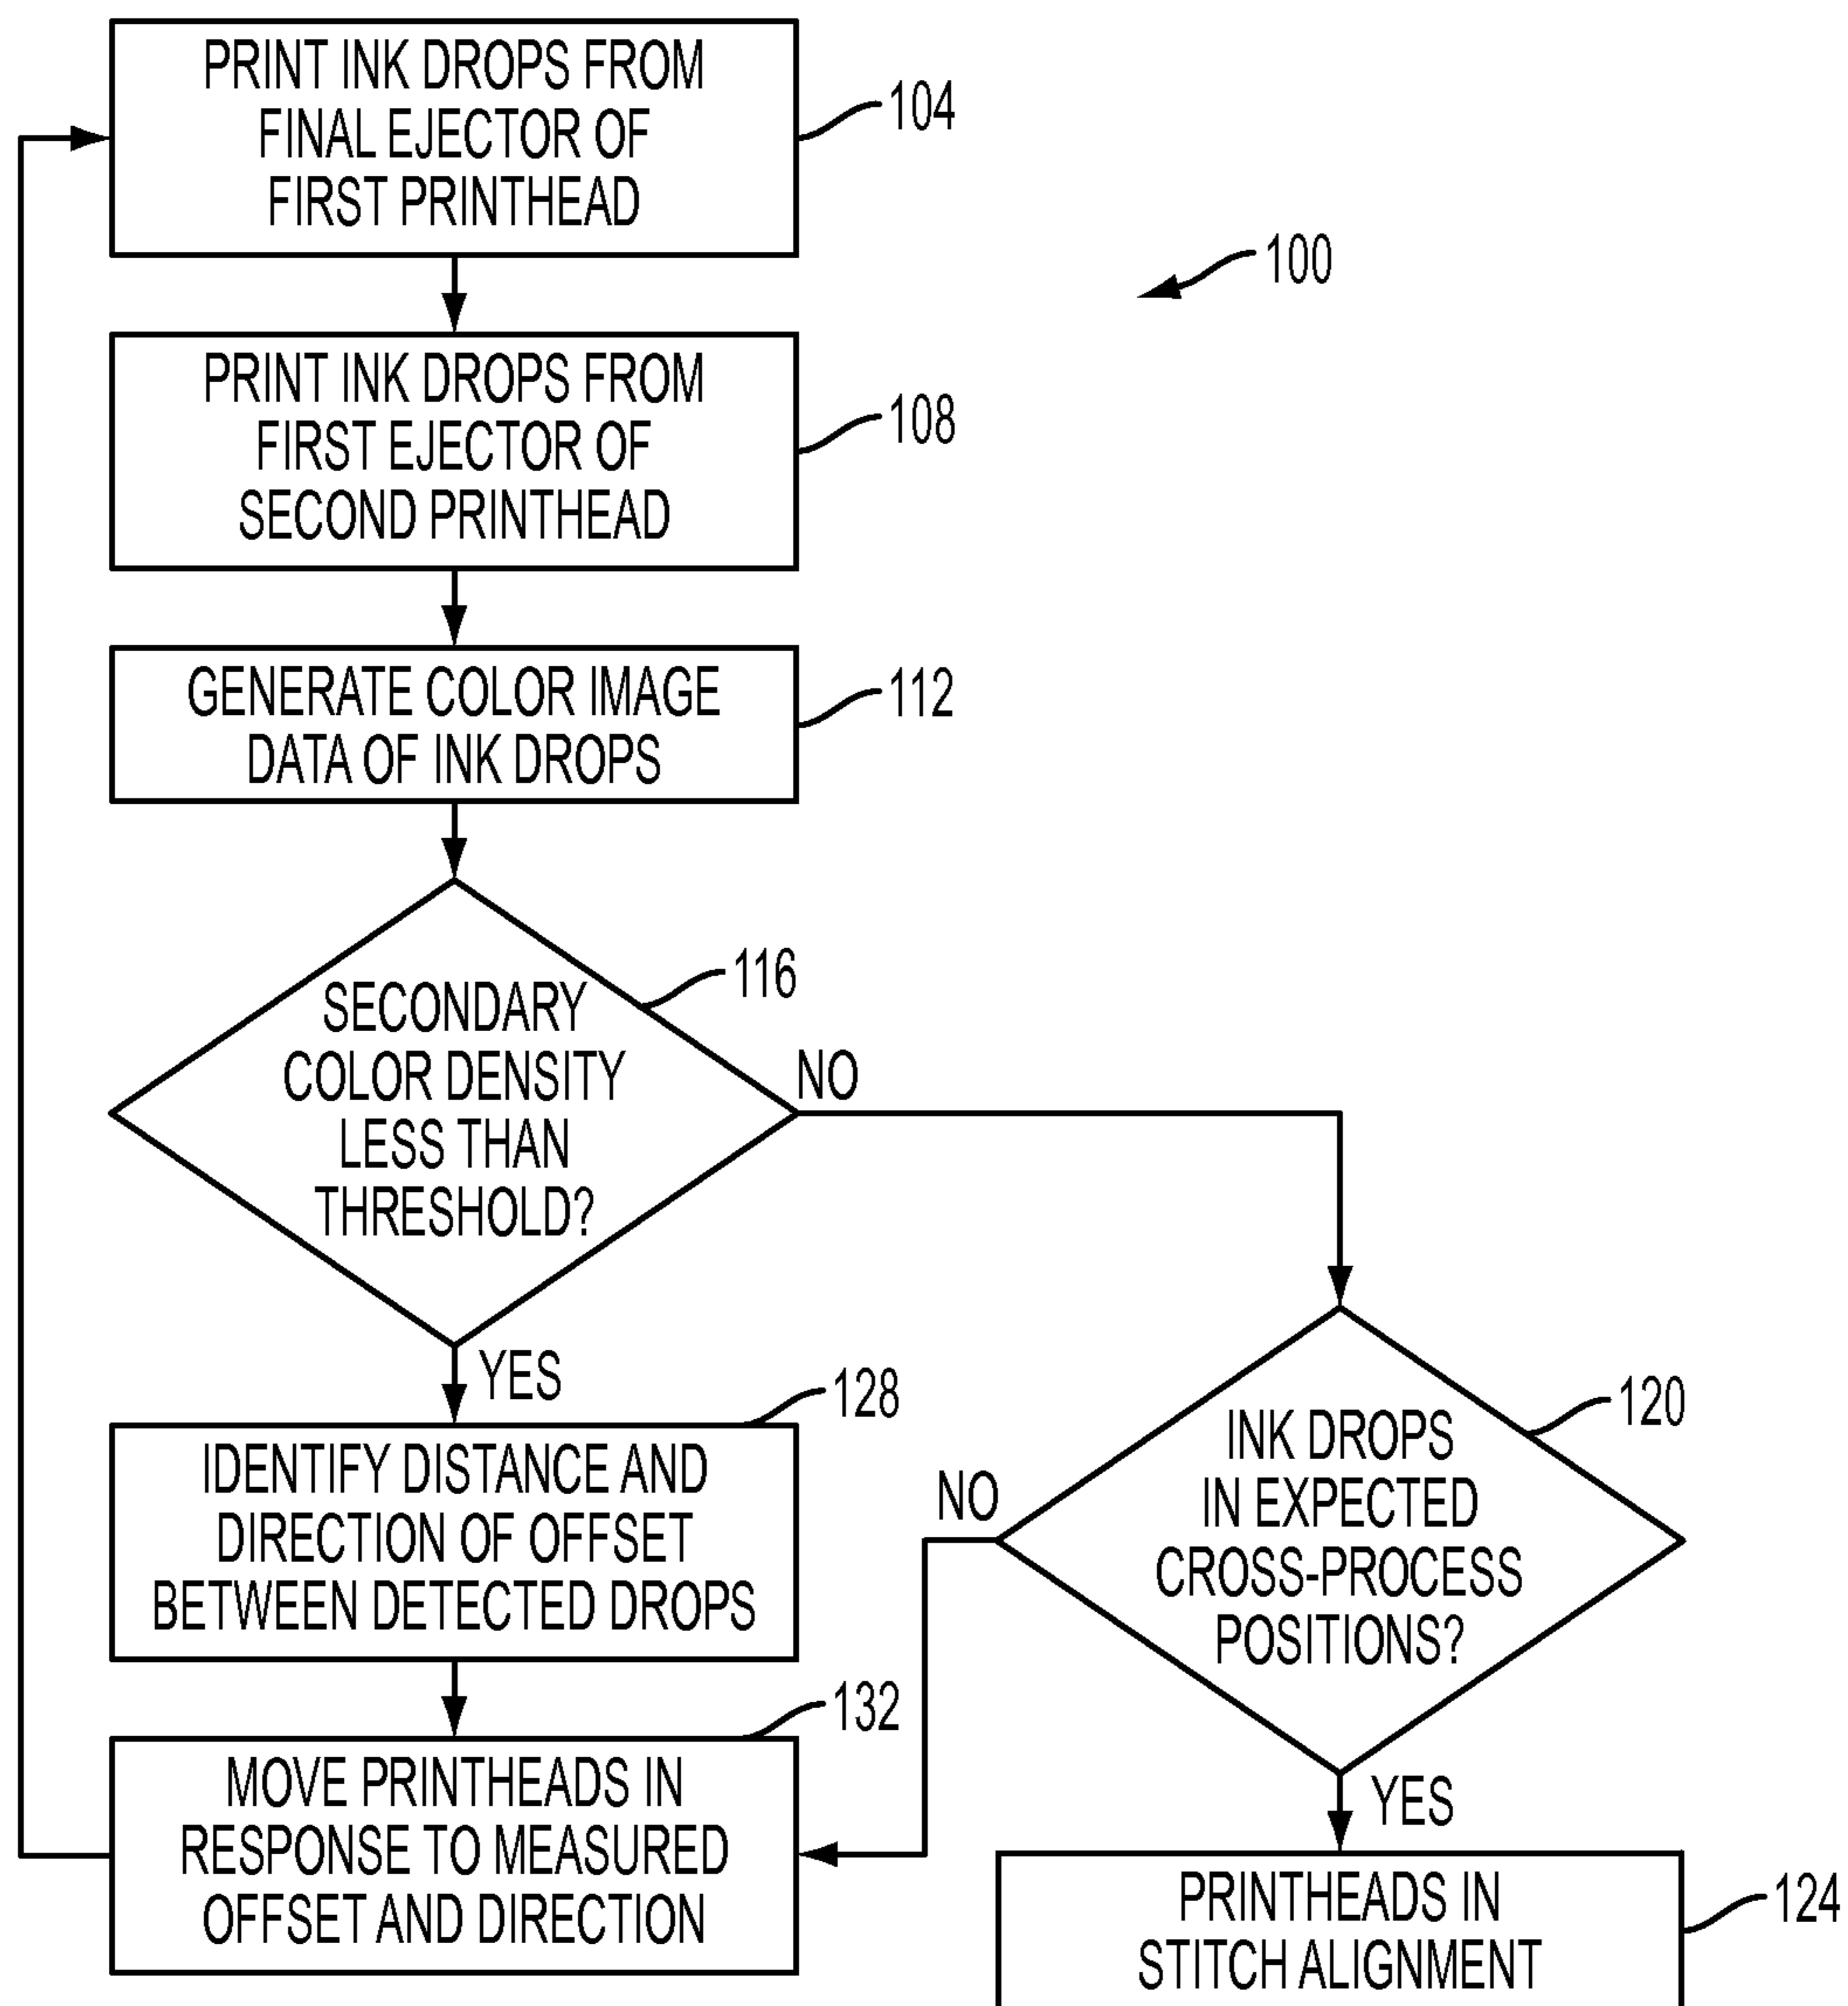 PRINT INK DROPS FROM
FINAL EJECTOR OF
FIRST PRINTHEAD
104
100
PRINT INK DROPS FROM
FIRST EJECTOR OF
SECOND PRINTHEAD
108
GENERATE COLOR IMAGE
DATA OF INK DROPS
112
SECONDARY
COLOR DENSITY
LESS THAN
THRESHOLD?
116
NO
YES
IDENTIFY DISTANCE AND
DIRECTION OF OFFSET
BETWEEN DETECTED DROPS
128
INK DROPS
IN EXPECTED
CROSS-PROCESS
POSITIONS?
120
NO
YES
MOVE PRINTHEADS IN
RESPONSE TO MEASURED
OFFSET AND DIRECTION
132
PRINTHEADS IN
STITCH ALIGNMENT
124